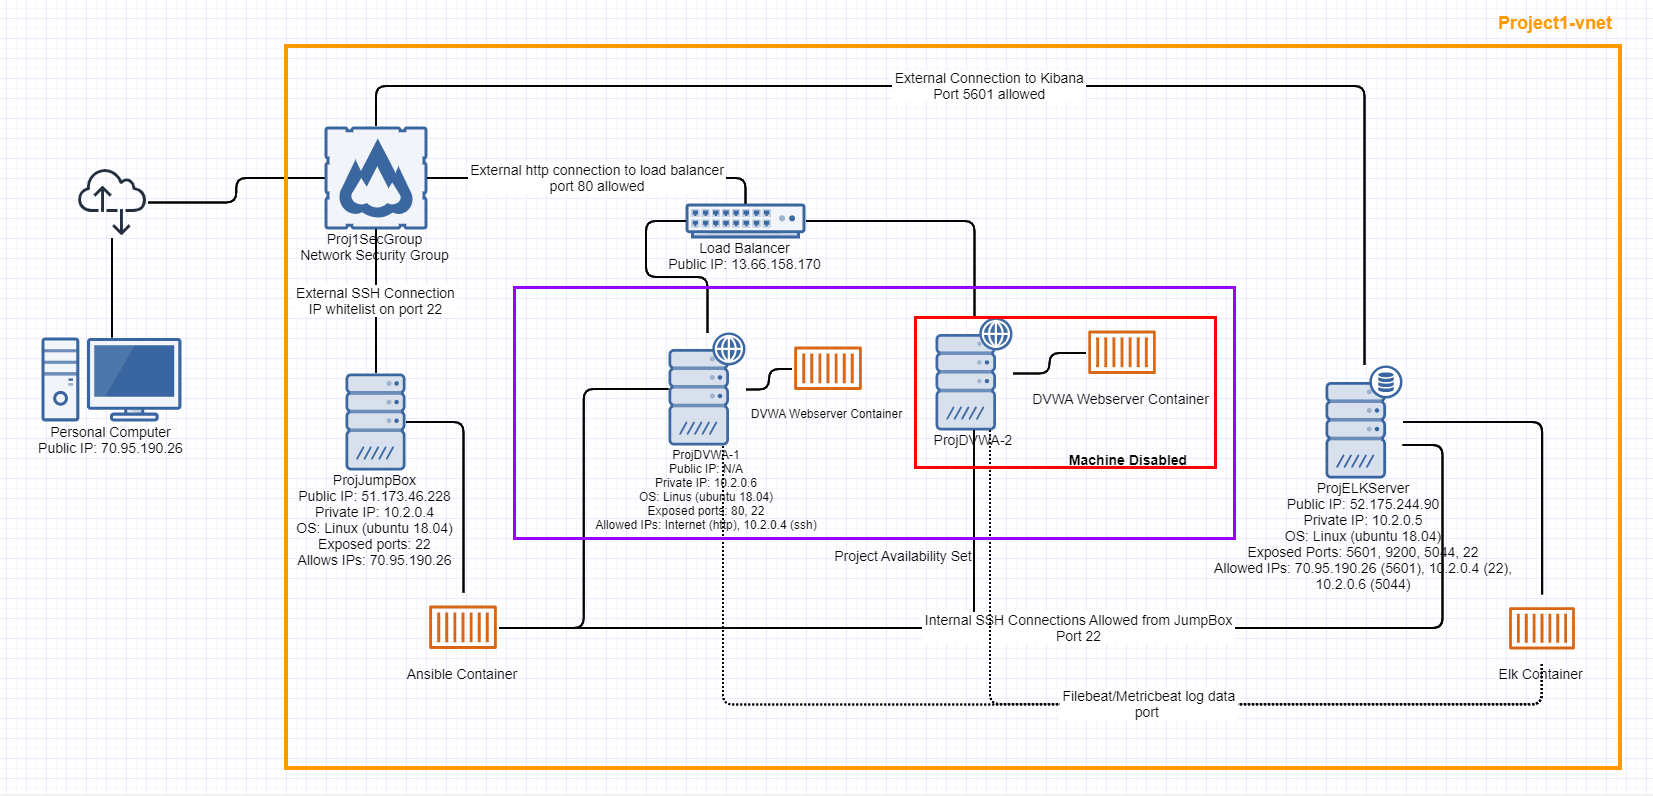 Project1-vnet
External Connection to Kibana
Port 5601 allowed
External http connection to load balancer
port 80 allowed
Proj1SecGroup
Network Security Group
Load Balancer
Public IP: 13.66.158.170
External SSH Connection
IP whitelist on port 22
Personal Computer
Public IP: 70.95.190.26
ProjJumpBox
Public IP: 51.173.46.228
Private IP: 10.2.0.4
OS: Linux (ubuntu 18.04)
Exposed ports: 22
Allows IPs: 70.95.190.26
DVWA Webserver Container
ProjDVWA-1
Public IP: N/A
Private IP: 10.2.0.6
OS: Linus (ubuntu 18.04)
Exposed ports: 80, 22
Allowed IPs: Internet (http), 10.2.0.4 (ssh)
DVWA Webserver Container
ProjDVWA-2
Machine Disabled
Project Availability Set
ProjELKServer
Public IP: 52.175.244.90
Private IP: 10.2.0.5
OS: Linux (ubuntu 18.04)
Exposed Ports: 5601, 9200, 5044, 22
Allowed IPs: 70.95.190.26 (5601), 10.2.0.4 (22),
10.2.0.6 (5044)
Internal SSH Connections Allowed from JumpBox
Port 22
Ansible Container
Elk Container
Filebeat/Metricbeat log data
port